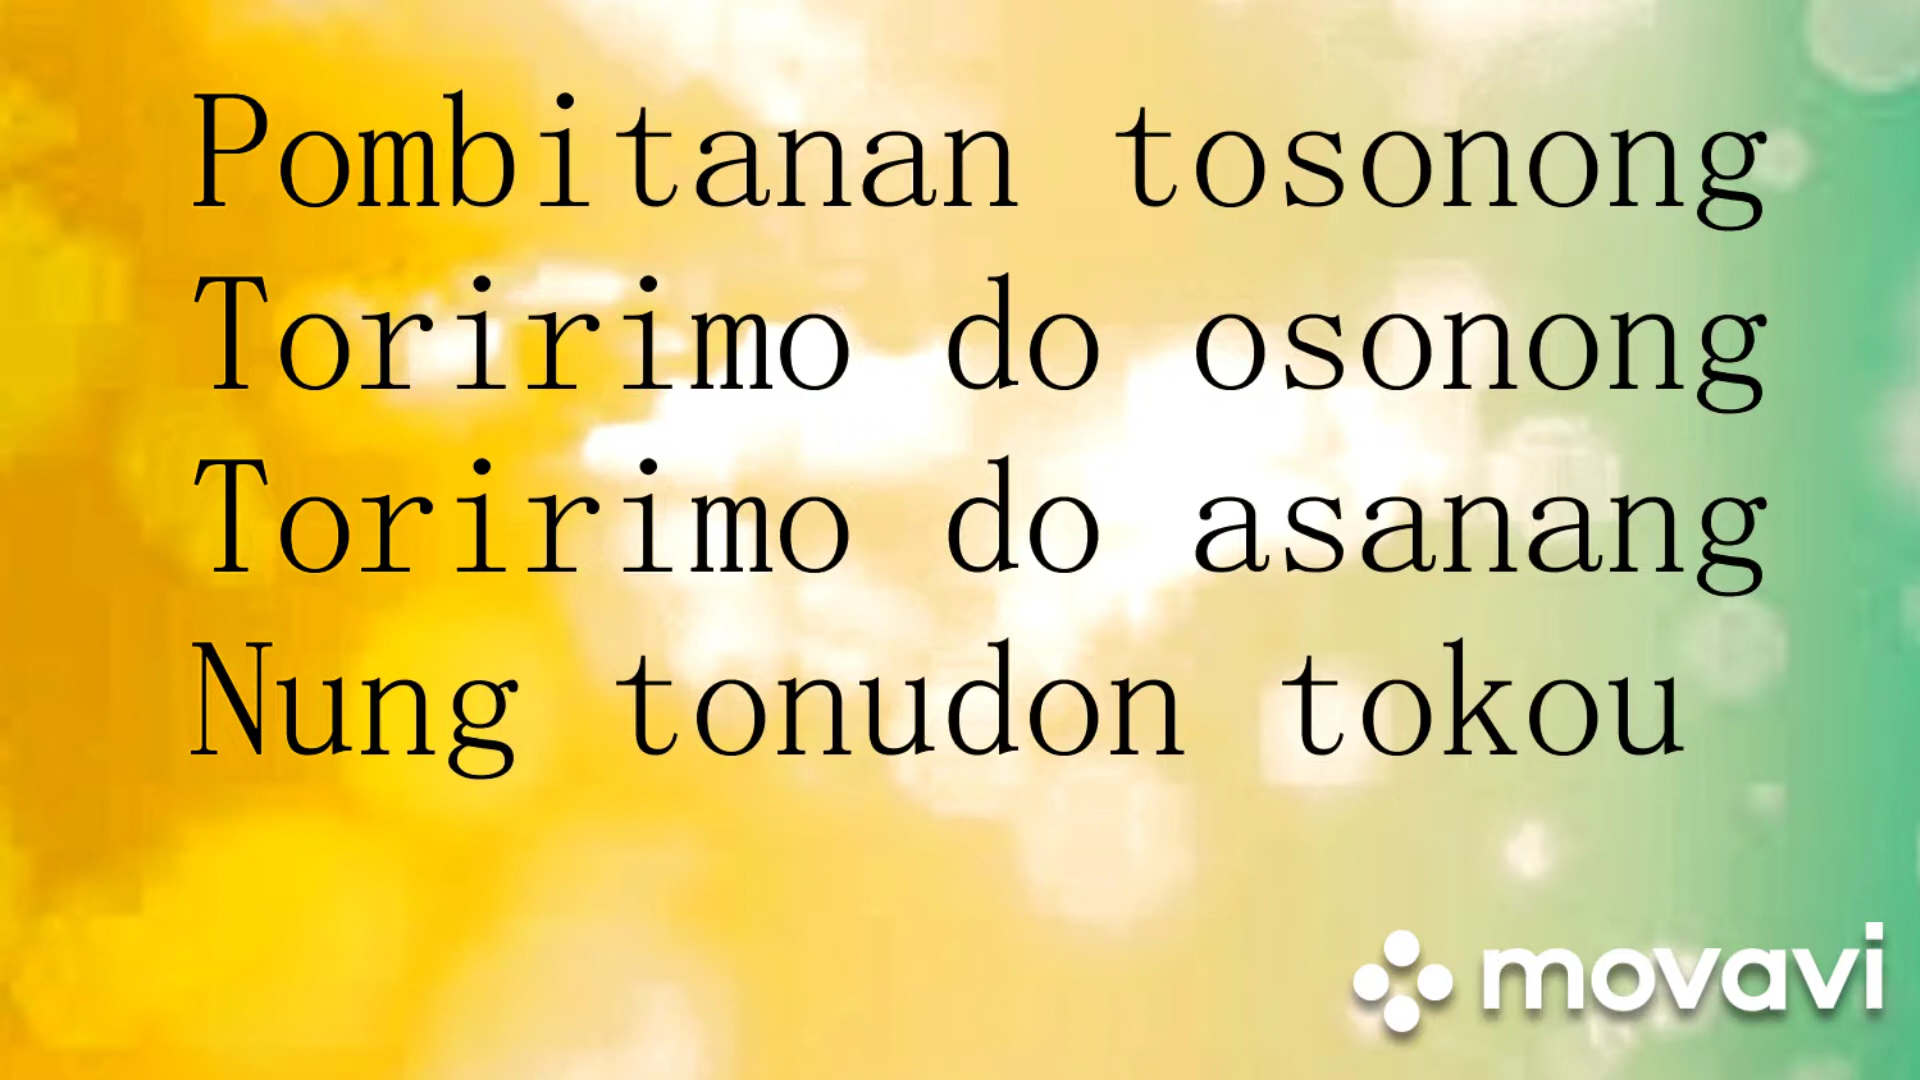 Pombitanan tosonong
Toririmo do osonong
Toririmo do asanang
Nung tonudon tokou
movavi